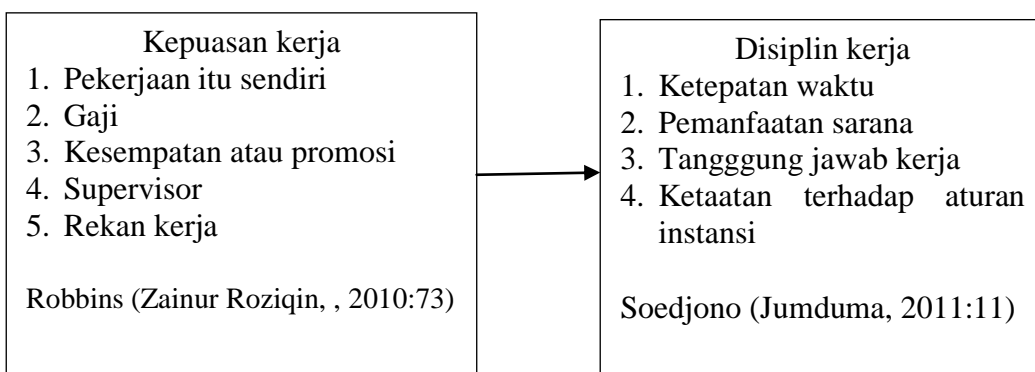 Kepuasan kerja
1. Pekerjaan itu sendiri
2. Gaji
3. Kesempatan atau promosi
4. Supervisor
5. Rekan kerja
Robbins (Zainur Roziqin, , 2010:73)
Disiplin kerja
1. Ketepatan waktu
2. Pemanfaatan sarana
3. Tangggung jawab kerja
4. Ketaatan terhadap aturan
instansi
Soedjono (Jumduma, 2011:11)